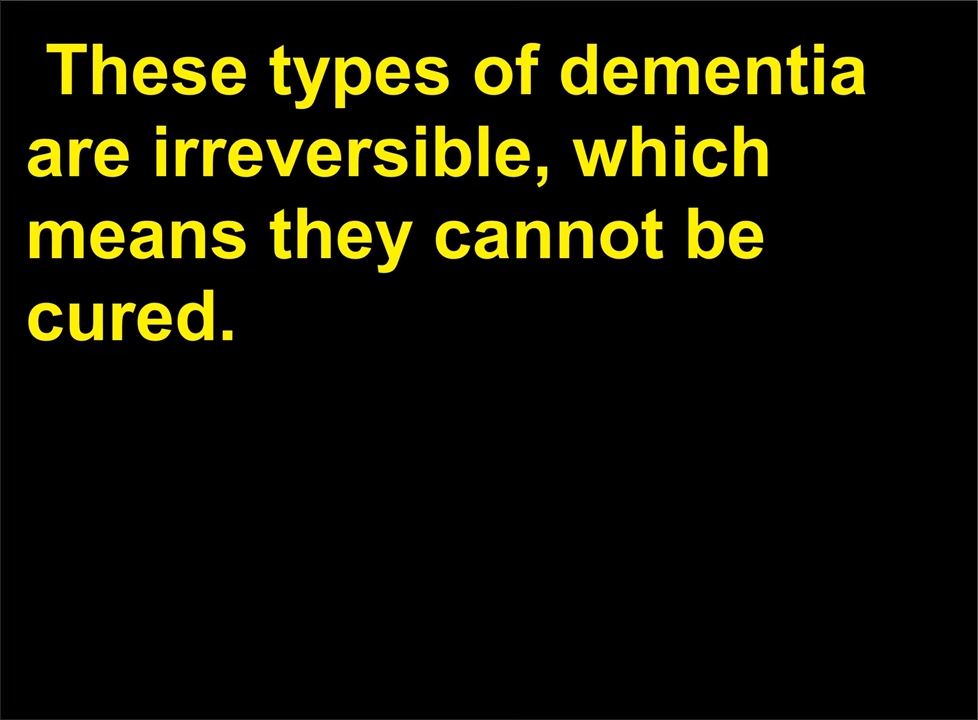 These types of dementia
are irreversible, which
means they cannot be
cured.